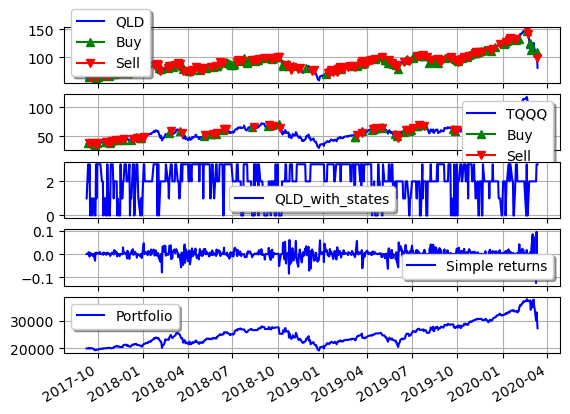 150
100
QLD
Buy
Sell
100
50
TQQQ
Buy
Sell
2
0
QLD_with_states
0.1
0.0
−0.1
Simple returns
30000
20000
Portfolio
2017-10 2018-01 2018-04 2018-07 2018-10 2019-01 2019-04 2019-07 2019-10 2020-01 2020-04